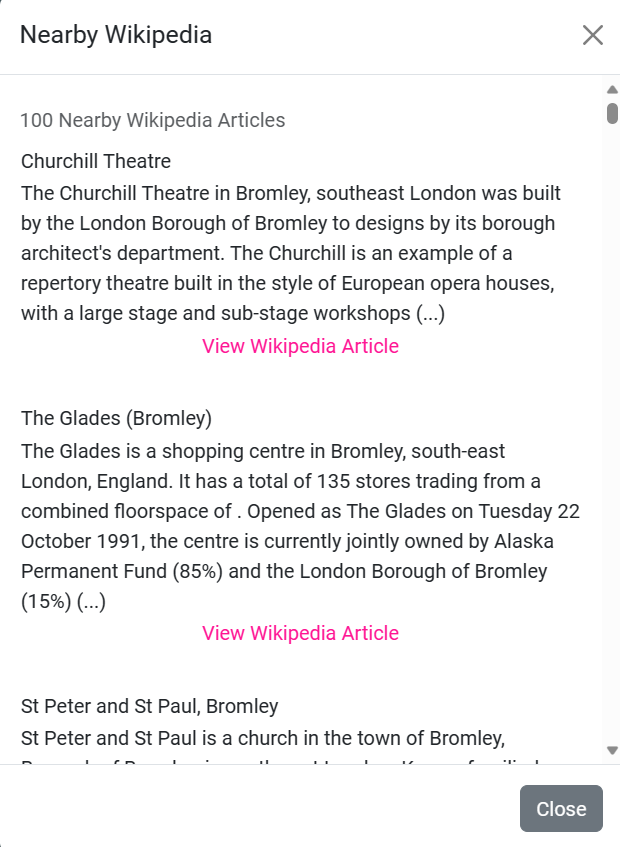 Nearby Wikipedia
100 Nearby Wikipedia Articles
Churchill Theatre
The Churchill Theatre in Bromley, southeast London was built
by the London Borough of Bromley to designs by its borough
architect's department. The Churchill is an example of a
repertory theatre built in the style of European opera houses,
with a large stage and sub-stage workshops (...)
View Wikipedia Article
The Glades (Bromley)
The Glades is a shopping centre in Bromley, south-east
London, England. It has a total of 135 stores trading from a
combined floorspace of . Opened as The Glades on Tuesday 22
October 1991, the centre is currently jointly owned by Alaska
Permanent Fund (85%) and the London Borough of Bromley
(15%) (...)
View Wikipedia Article
St Peter and St Paul, Bromley
St Peter and St Paul is a church in the town of Bromley,
Close